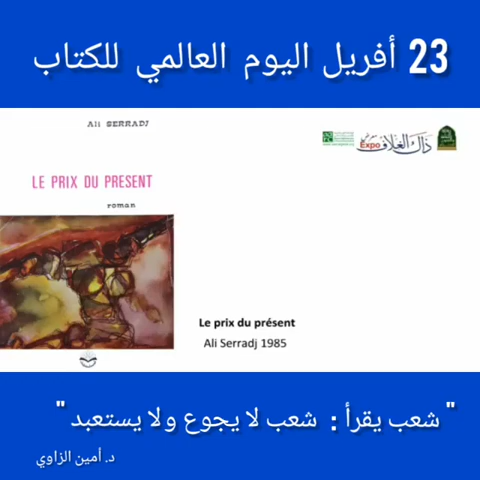 23 أفريل اليوم العالمي للكتاب
Ali SERRADJ
LE PRIX DU PRESENT
roman
ذاك الغلاف
Expo
Le prix du présent
Ali Serradj 1985
" شعب يقرأ : شعب لا يجوع ولا يستعبد "
د. أمين الزاوي